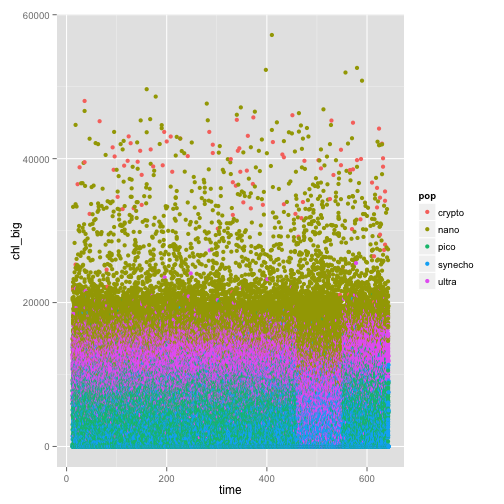 60000
40000
20000
0
chl_big
0
200
400
600
time
pop
crypto
nano
pico
synecho
ultra